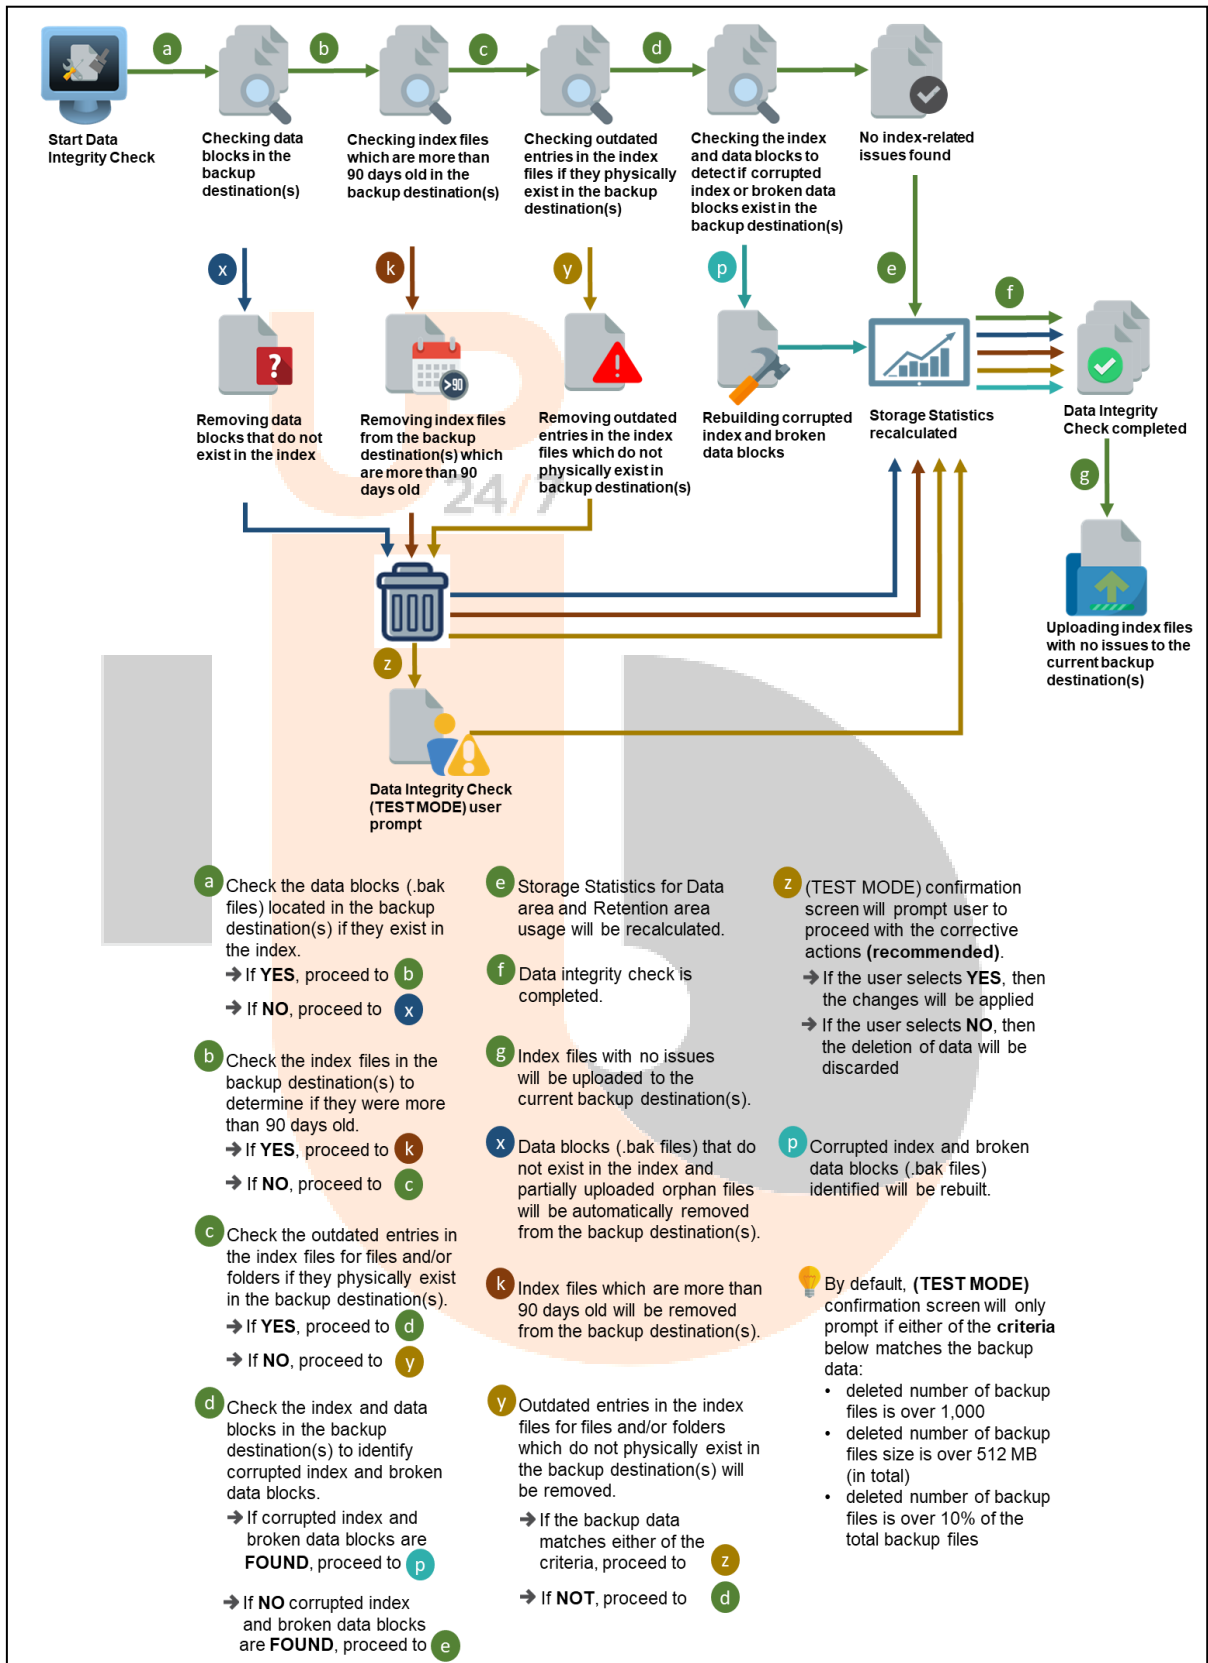 a
b
c
d
Start Data
Integrity Check
Checking data
blocks in the
backup
destination(s)
Checking index files
which are more than
90 days old in the
backup destination(s)
Checking outdated
entries in the index
files if they physically
exist in the backup
destination(s)
Checking the index
and data blocks to
detect if corrupted
index or broken data
blocks exist in the
backup destination(s)
No index-related
issues found
x
k
y
p
e
f
?
>90
!
Removing data
blocks that do not
exist in the index
Removing index files
from the backup
destination(s) which
are more than 90
days old
Removing outdated
entries in the index
files which do not
physically exist in
backup destination(s)
Rebuilding corrupted
index and broken
data blocks
Storage Statistics
recalculated
Data Integrity
Check completed
g
24/7
Uploading index files
with no issues to the
current backup
destination(s)
z
Data Integrity Check
(TEST MODE) user
prompt
a Check the data blocks (.bak
files) located in the backup
destination(s) if they exist in
the index.
→ If YES, proceed to b
→ If NO, proceed to x
b Check the index files in the
backup destination(s) to
determine if they were more
than 90 days old.
→ If YES, proceed to k
→ If NO, proceed to c
c Check the outdated entries in
the index files for files and/or
folders if they physically exist
in the backup destination(s).
→ If YES, proceed to d
→ If NO, proceed to y
d Check the index and data
blocks in the backup
destination(s) to identify
corrupted index and broken
data blocks.
→ If corrupted index and
broken data blocks are
FOUND, proceed to p
→ If NO corrupted index
and broken data blocks
are FOUND, proceed to e
e Storage Statistics for Data
area and Retention area
usage will be recalculated.
f Data integrity check is
completed.
g Index files with no issues
will be uploaded to the
current backup destination(s).
x Data blocks (.bak files) that do
not exist in the index and
partially uploaded orphan files
will be automatically removed
from the backup destination(s).
k Index files which are more than
90 days old will be removed
from the backup destination(s).
y Outdated entries in the index
files for files and/or folders
which do not physically exist in
the backup destination(s) will
be removed.
→ If the backup data
matches either of the
criteria, proceed to z
→ If NOT, proceed to d
z (TEST MODE) confirmation
screen will prompt user to
proceed with the corrective
actions (recommended).
→ If the user selects YES, then
the changes will be applied
→ If the user selects NO, then
the deletion of data will be
discarded
p Corrupted index and broken
data blocks (.bak files)
identified will be rebuilt.
By default, (TEST MODE)
confirmation screen will only
prompt if either of the criteria
below matches the backup
data:
• deleted number of backup
files is over 1,000
• deleted number of backup
files size is over 512 MB
(in total)
• deleted number of backup
files is over 10% of the
total backup files